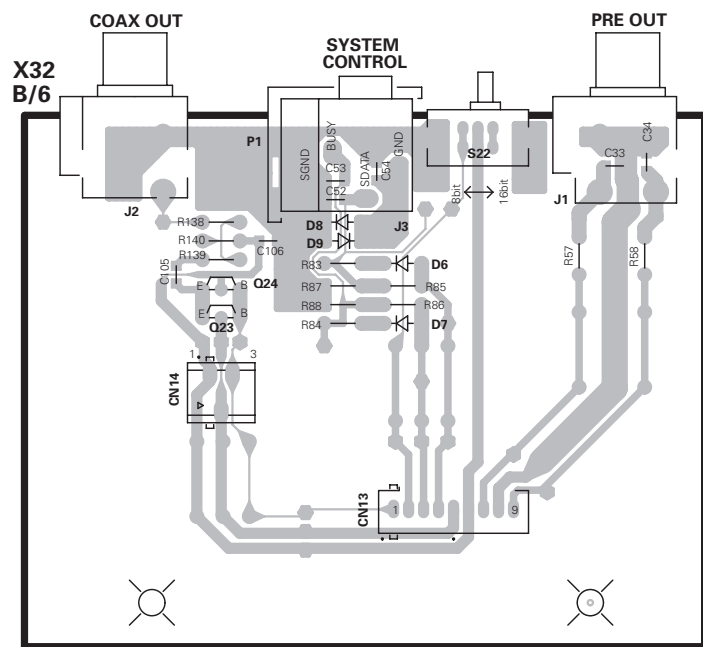 COAX OUT
SYSTEM
CONTROL
PRE OUT
X32
B/6
P1
SGND
BUSY
C53
C52
SDATA
C54
GND
S22
8bit
16bit
C33
C34
J2
J1
R138
R140
R139
C106
C105
D8
D9
J3
R83
D6
R87
R85
R88
R86
R84
D7
R57
R58
E
B
Q24
E
B
Q23
1
3
CN14
CN13
1
9